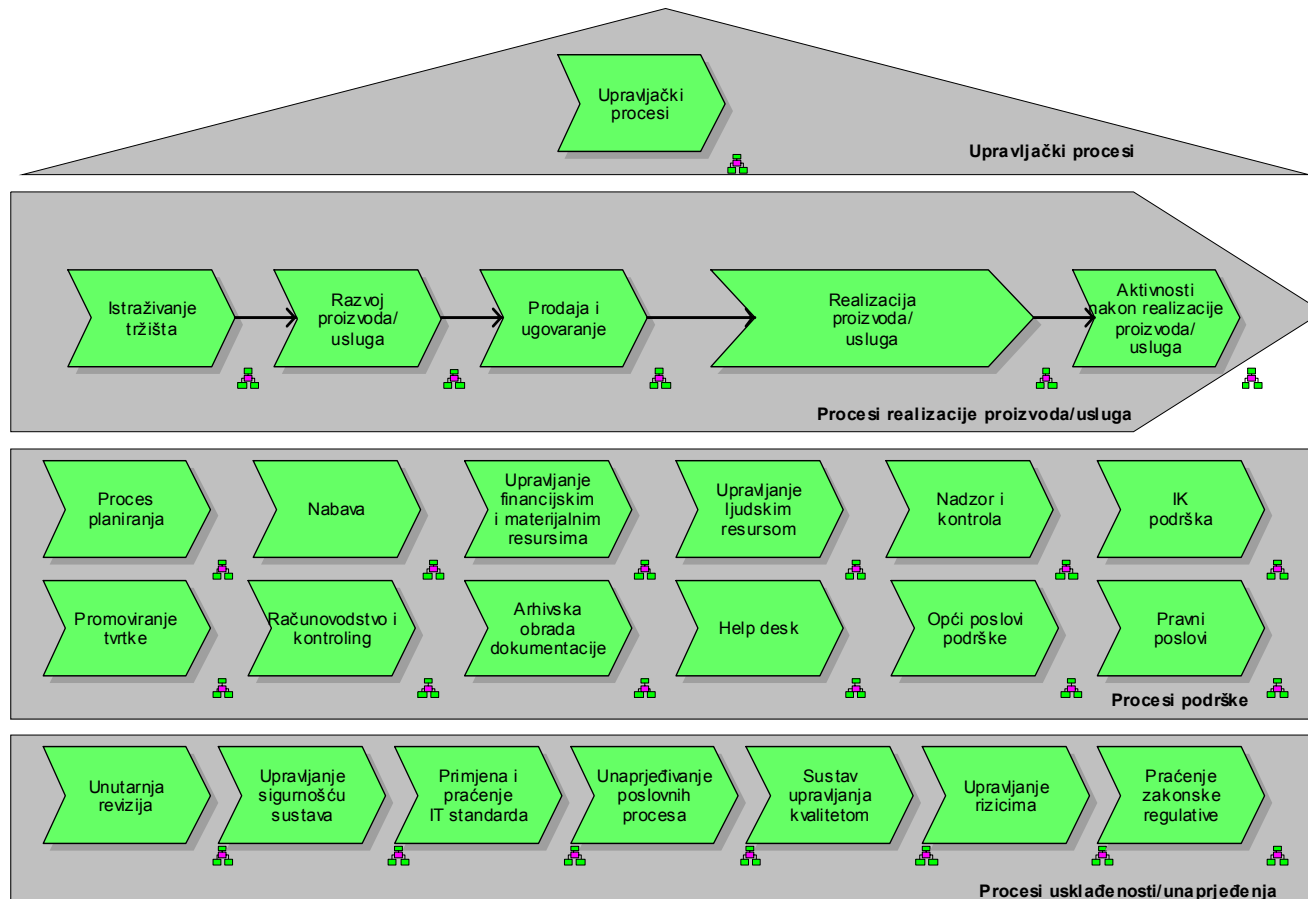 Upravljački
procesi
Upravljački procesi
Istraživanje
tržišta
Razvoj
proizvoda/
usluga
Prodaja i
ugovaranje
Realizacija
proizvoda/
usluga
Aktivnosti
nakon realizacije
proizvoda/
usluga
Procesi realizacije proizvoda/usluga
Proces
planiranja
Nabava
Upravljanje
financijskim
i materijalnim
resursima
Upravljanje
ljudskim
resursom
Nadzor i
kontrola
IK
podrška
Promoviranje
tvrtke
Računovodstvo i
kontroling
Arhivska
obrada
dokumentacije
Help desk
Opći poslovi
podrške
Pravni
poslovi
Procesi podrške
Unutarnja
revizija
Upravljanje
sigurnošću
sustava
Primjena i
praćenje
IT standarda
Unaprjeđivanje
poslovnih
procesa
Sustav
upravljanja
kvalitetom
Upravljanje
rizicima
Praćenje
zakonske
regulative
Procesi usklađenosti/unaprjeđenja